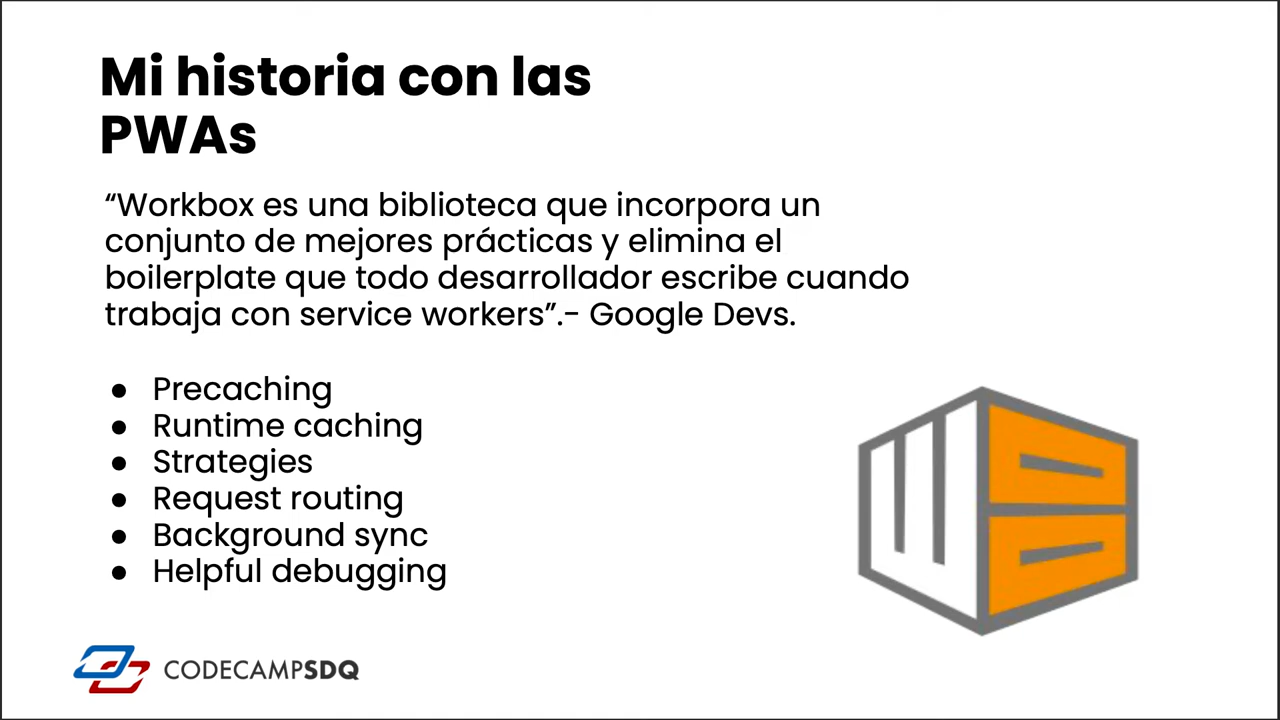 Mi historia con las
PWAs
“Workbox es una biblioteca que incorpora un
conjunto de mejores prácticas y elimina el
boilerplate que todo desarrollador escribe cuando
trabaja con service workers”.- Google Devs.
● Precaching
● Runtime caching
● Strategies
● Request routing
● Background sync
● Helpful debugging
WB
CODECAMPSDQ